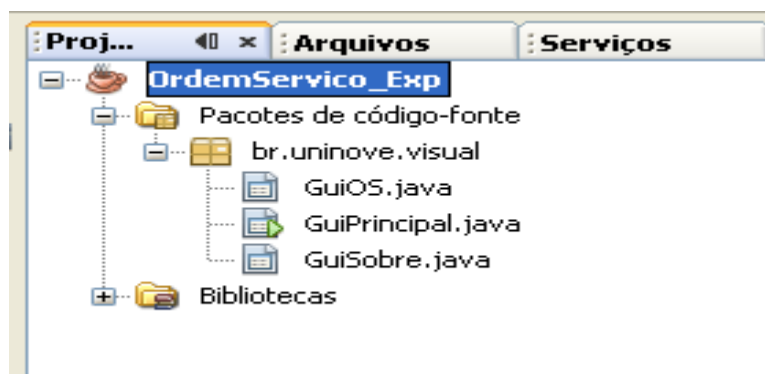 Proj... Arquivos Serviços
OrdemServico_Exp
Pacotes de código-fonte
br.uninove.visual
GuiOS.java
GuiPrincipal.java
GuiSobre.java
Bibliotecas